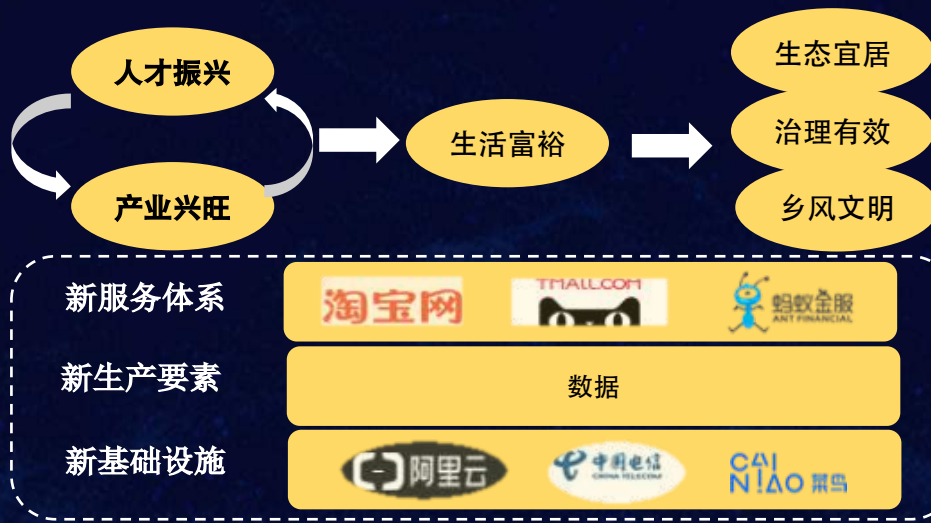 人才振兴
产业兴旺
生活富裕
生态宜居
治理有效
乡风文明
新服务体系
淘宝网
TMALL.COM
蚂蚁金服
ANT FINANCIAL
新生产要素
数据
新基础设施
阿里云
中国电信
CHINA TELECOM
CAI
NIAO 菜鸟